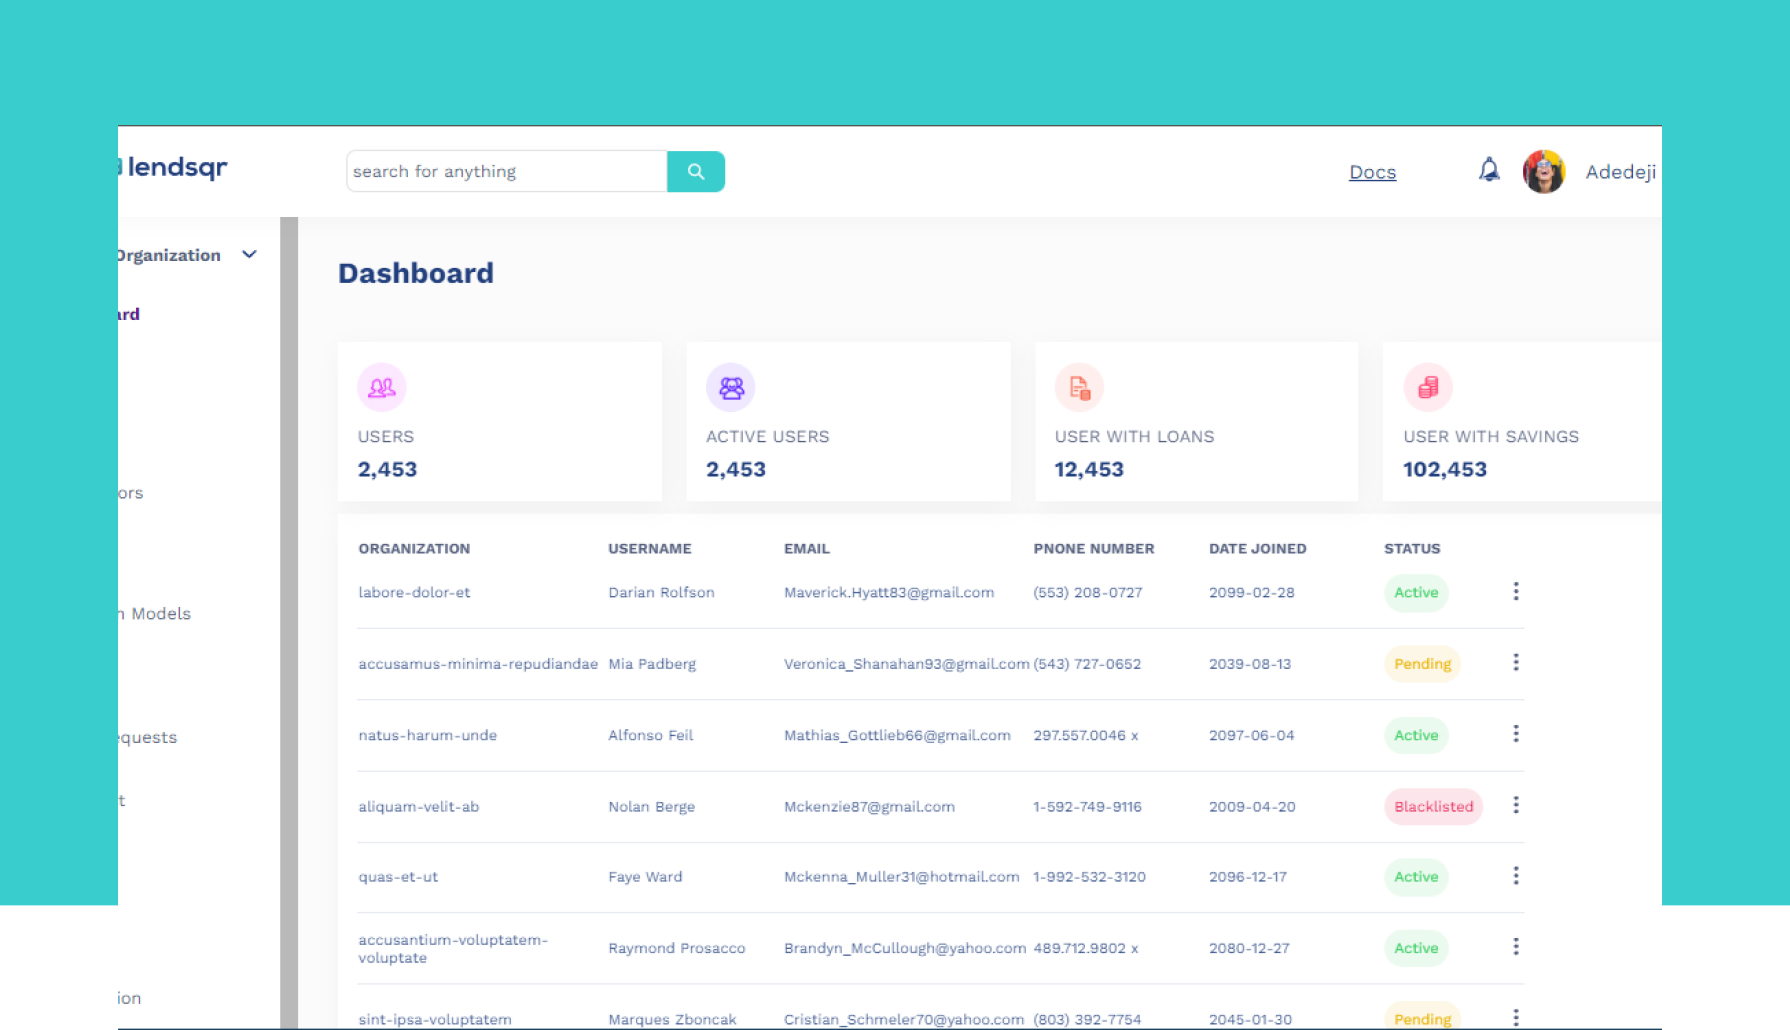 lendsqr
search for anything
Docs
Adedeji
Organization
Dashboard
USERS
2,453
ACTIVE USERS
2,453
USER WITH LOANS
12,453
USER WITH SAVINGS
102,453
ard
ors
n Models
equests
t
ion
ORGANIZATION USERNAME EMAIL PNONE NUMBER DATE JOINED STATUS
labore-dolor-et Darian Rolfson Maverick.Hyatt83@gmail.com (553) 208-0727 2099-02-28 Active
accusamus-minima-repudiandae Mia Padberg Veronica_Shanahan93@gmail.com (543) 727-0652 2039-08-13 Pending
natus-harum-unde Alfonso Feil Mathias_Gottlieb66@gmail.com 297.557.0046 x 2097-06-04 Active
aliquam-velit-ab Nolan Berge Mckenzie87@gmail.com 1-592-749-9116 2009-04-20 Blacklisted
quas-et-ut Faye Ward Mckenna_Muller31@hotmail.com 1-992-532-3120 2096-12-17 Active
accusantium-voluptatem-
voluptate Raymond Prosacco Brandyn_McCullough@yahoo.com 489.712.9802 x 2080-12-27 Active
sint-ipsa-voluptatem Marques Zboncak Cristian_Schmeler70@yahoo.com (803) 392-7754 2045-01-30 Pending